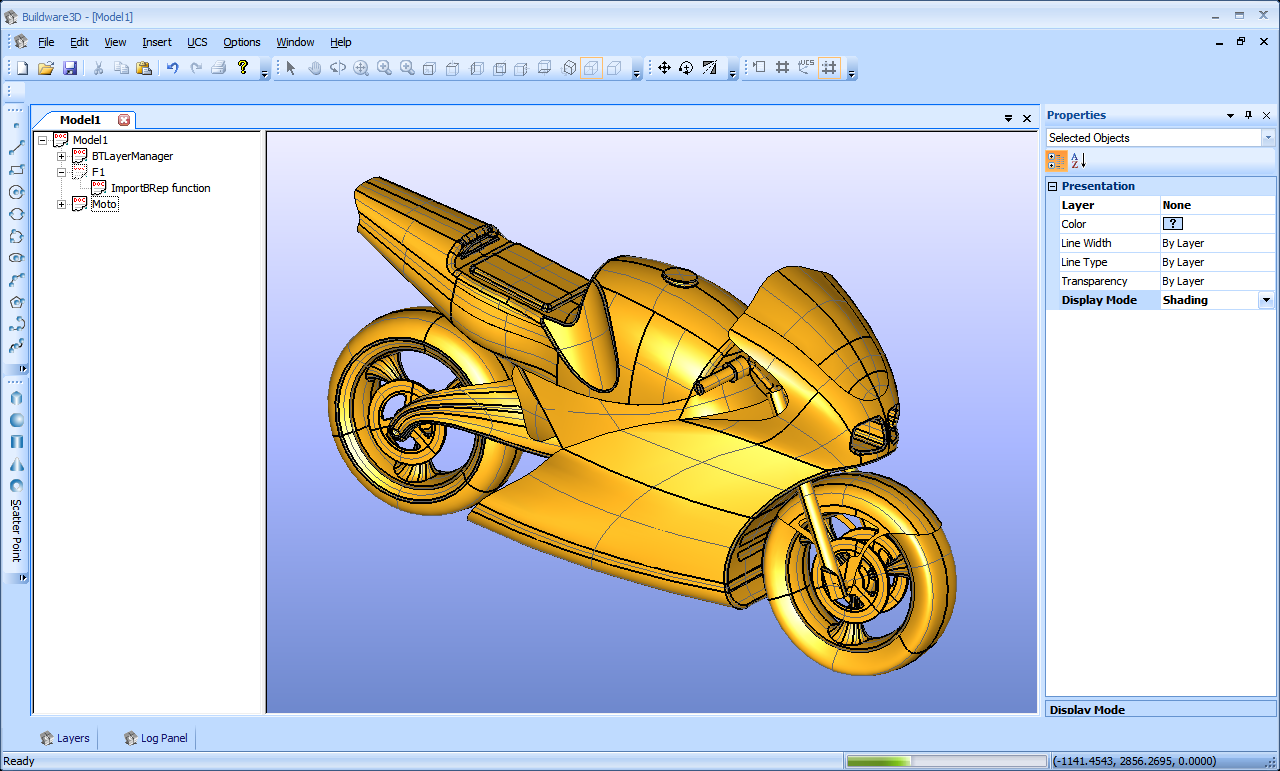 Buildware3D - [Model1]
File Edit View Insert UCS Options Window Help
UCS
Model1
Properties
Model1
BTLayerManager
F1
ImportBRep function
Moto
Selected Objects
Presentation
Layer None
Color ?
Line Width By Layer
Line Type By Layer
Transparency By Layer
Display Mode Shading
Scatter Point
Display Mode
Layers Log Panel
Ready (-1141.4543, 2856.2695, 0.0000)